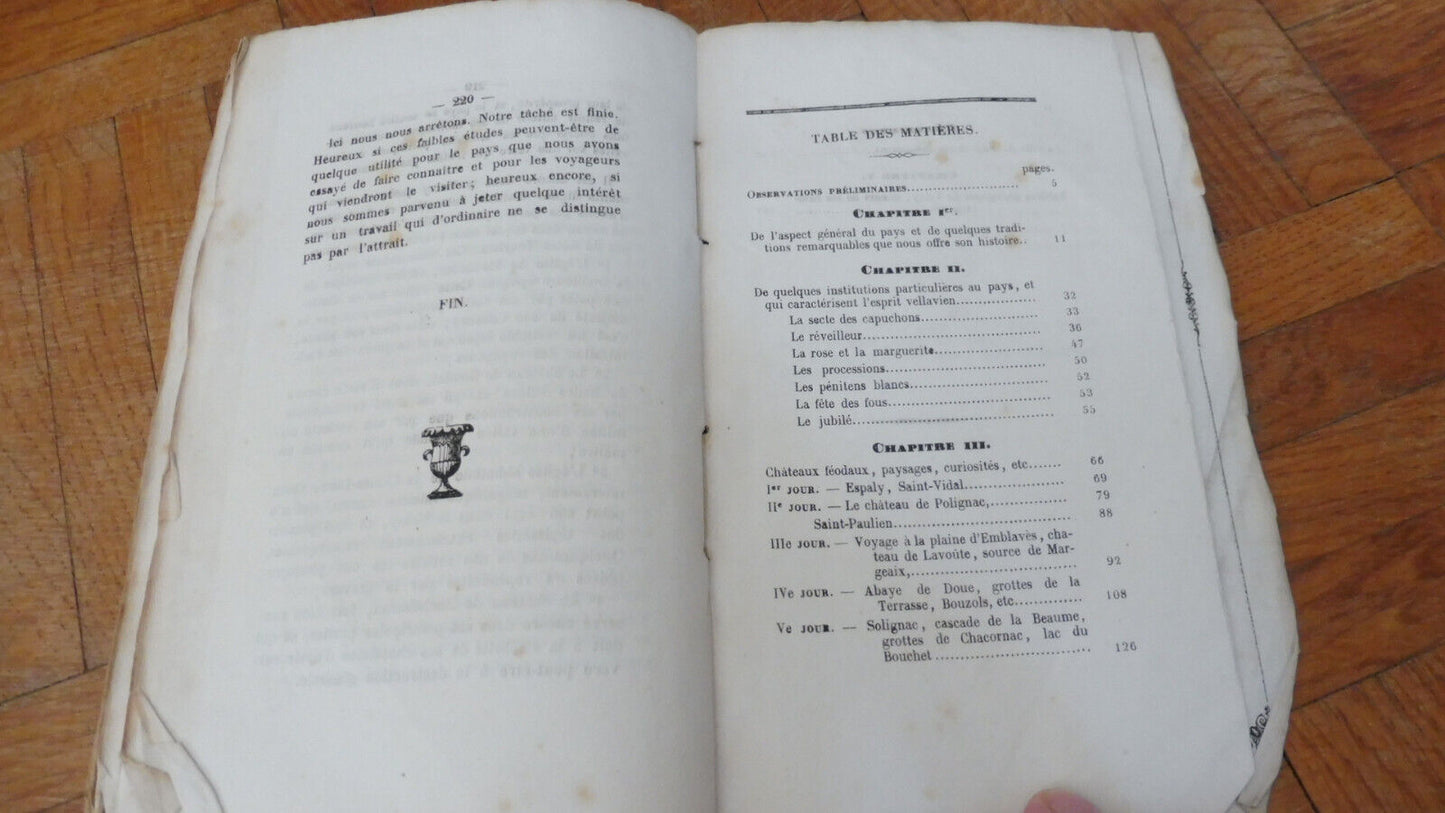 — 220 —
Ici nous nous arrêtons. Notre tâche est finie.
Heureux si ces faibles études peuvent-être de
quelque utilité pour le pays que nous avons
essayé de faire connaitre et pour les voyageurs
qui viendront le visiter; heureux encore, si
nous sommes parvenu à jeter quelque intérêt
sur un travail qui d'ordinaire ne se distingue
pas par l'attrait.
FIN.
TABLE DES MATIÈRES.
pages.
OBSERVATIONS PRÉLIMINAIRES.......................... 5
CHAPITRE Ier.
De l'aspect général du pays et de quelques tradi-
tions remarquables que nous offre son histoire.. 11
CHAPITRE II.
De quelques institutions particulières au pays, et
qui caractérisent l'esprit vellavien.................. 32
La secte des capuchons.......................... 33
Le réveilleur........................................ 36
La rose et la marguerite........................ 47
Les processions.................................... 50
Les pénitens blancs............................... 52
La fête des fous.................................... 53
Le jubilé............................................. 55
CHAPITRE III.
Châteaux féodaux, paysages, curiosités, etc....... 66
Ier JOUR. — Espaly, Saint-Vidal...................... 69
IIe JOUR. — Le château de Polignac,................. 79
Saint-Paulien....................................... 88
IIIe JOUR. — Voyage à la plaine d'Emblavès, cha-
teau de Lavoûte, source de Mar-
geaix,....................................... 92
IVe JOUR. — Abaye de Doue, grottes de la
Terrasse, Bouzols, etc.............. 108
Ve JOUR. — Solignac, cascade de la Beaume,
grottes de Chacornac, lac du
Bouchet.................................. 126